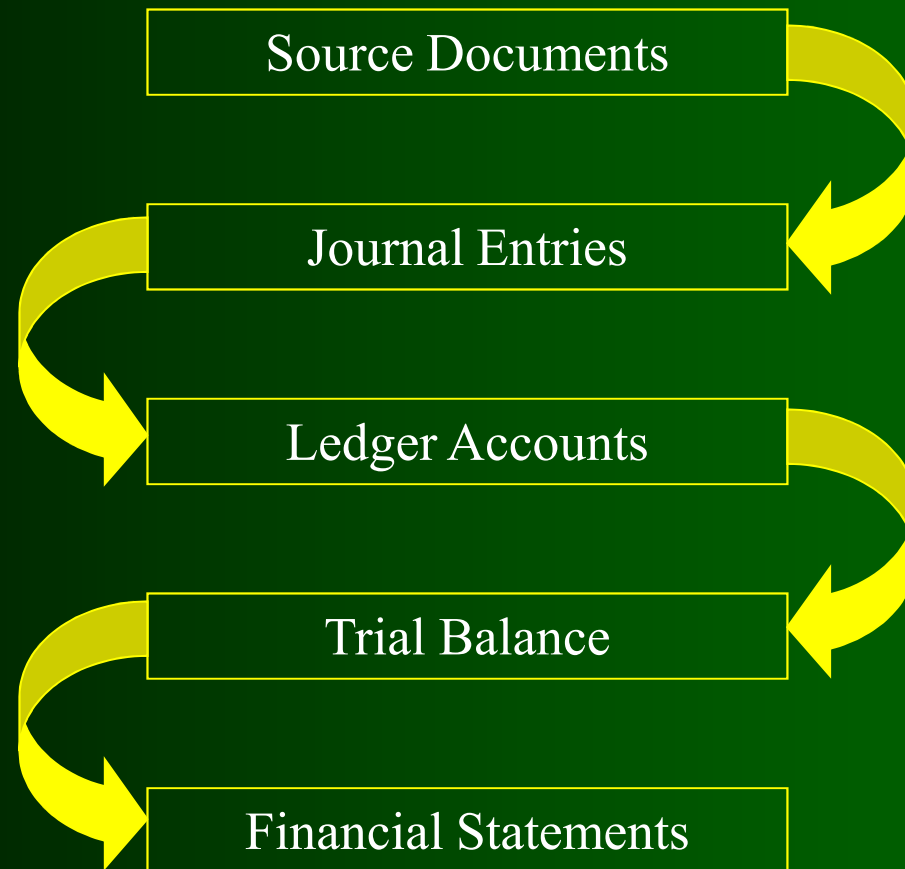 Source Documents
Journal Entries
Ledger Accounts
Trial Balance
Financial Statements